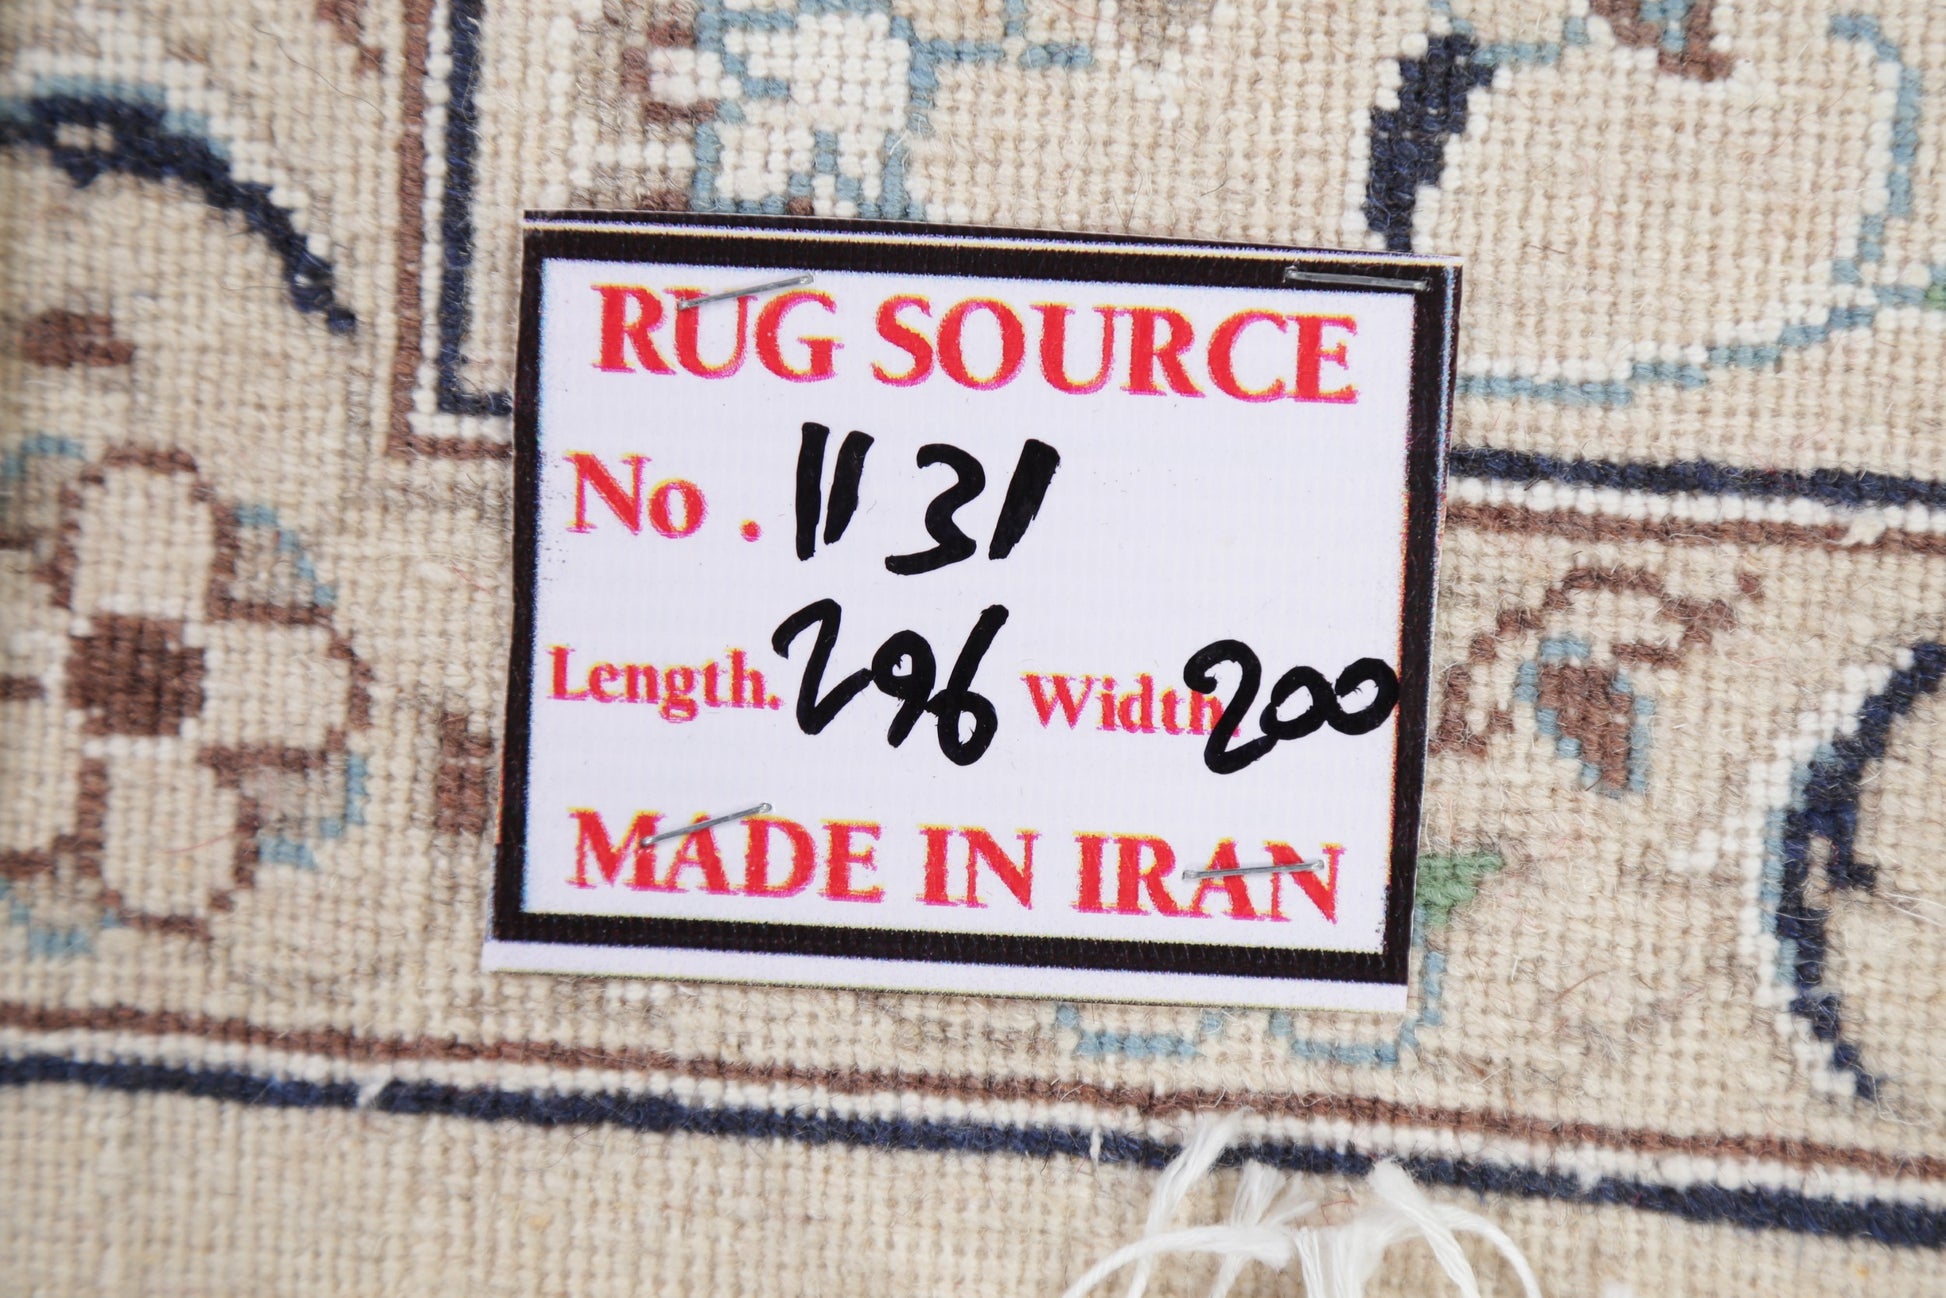 RUG SOURCE
No. 1131
Length. 296 Width. 200
MADE IN IRAN